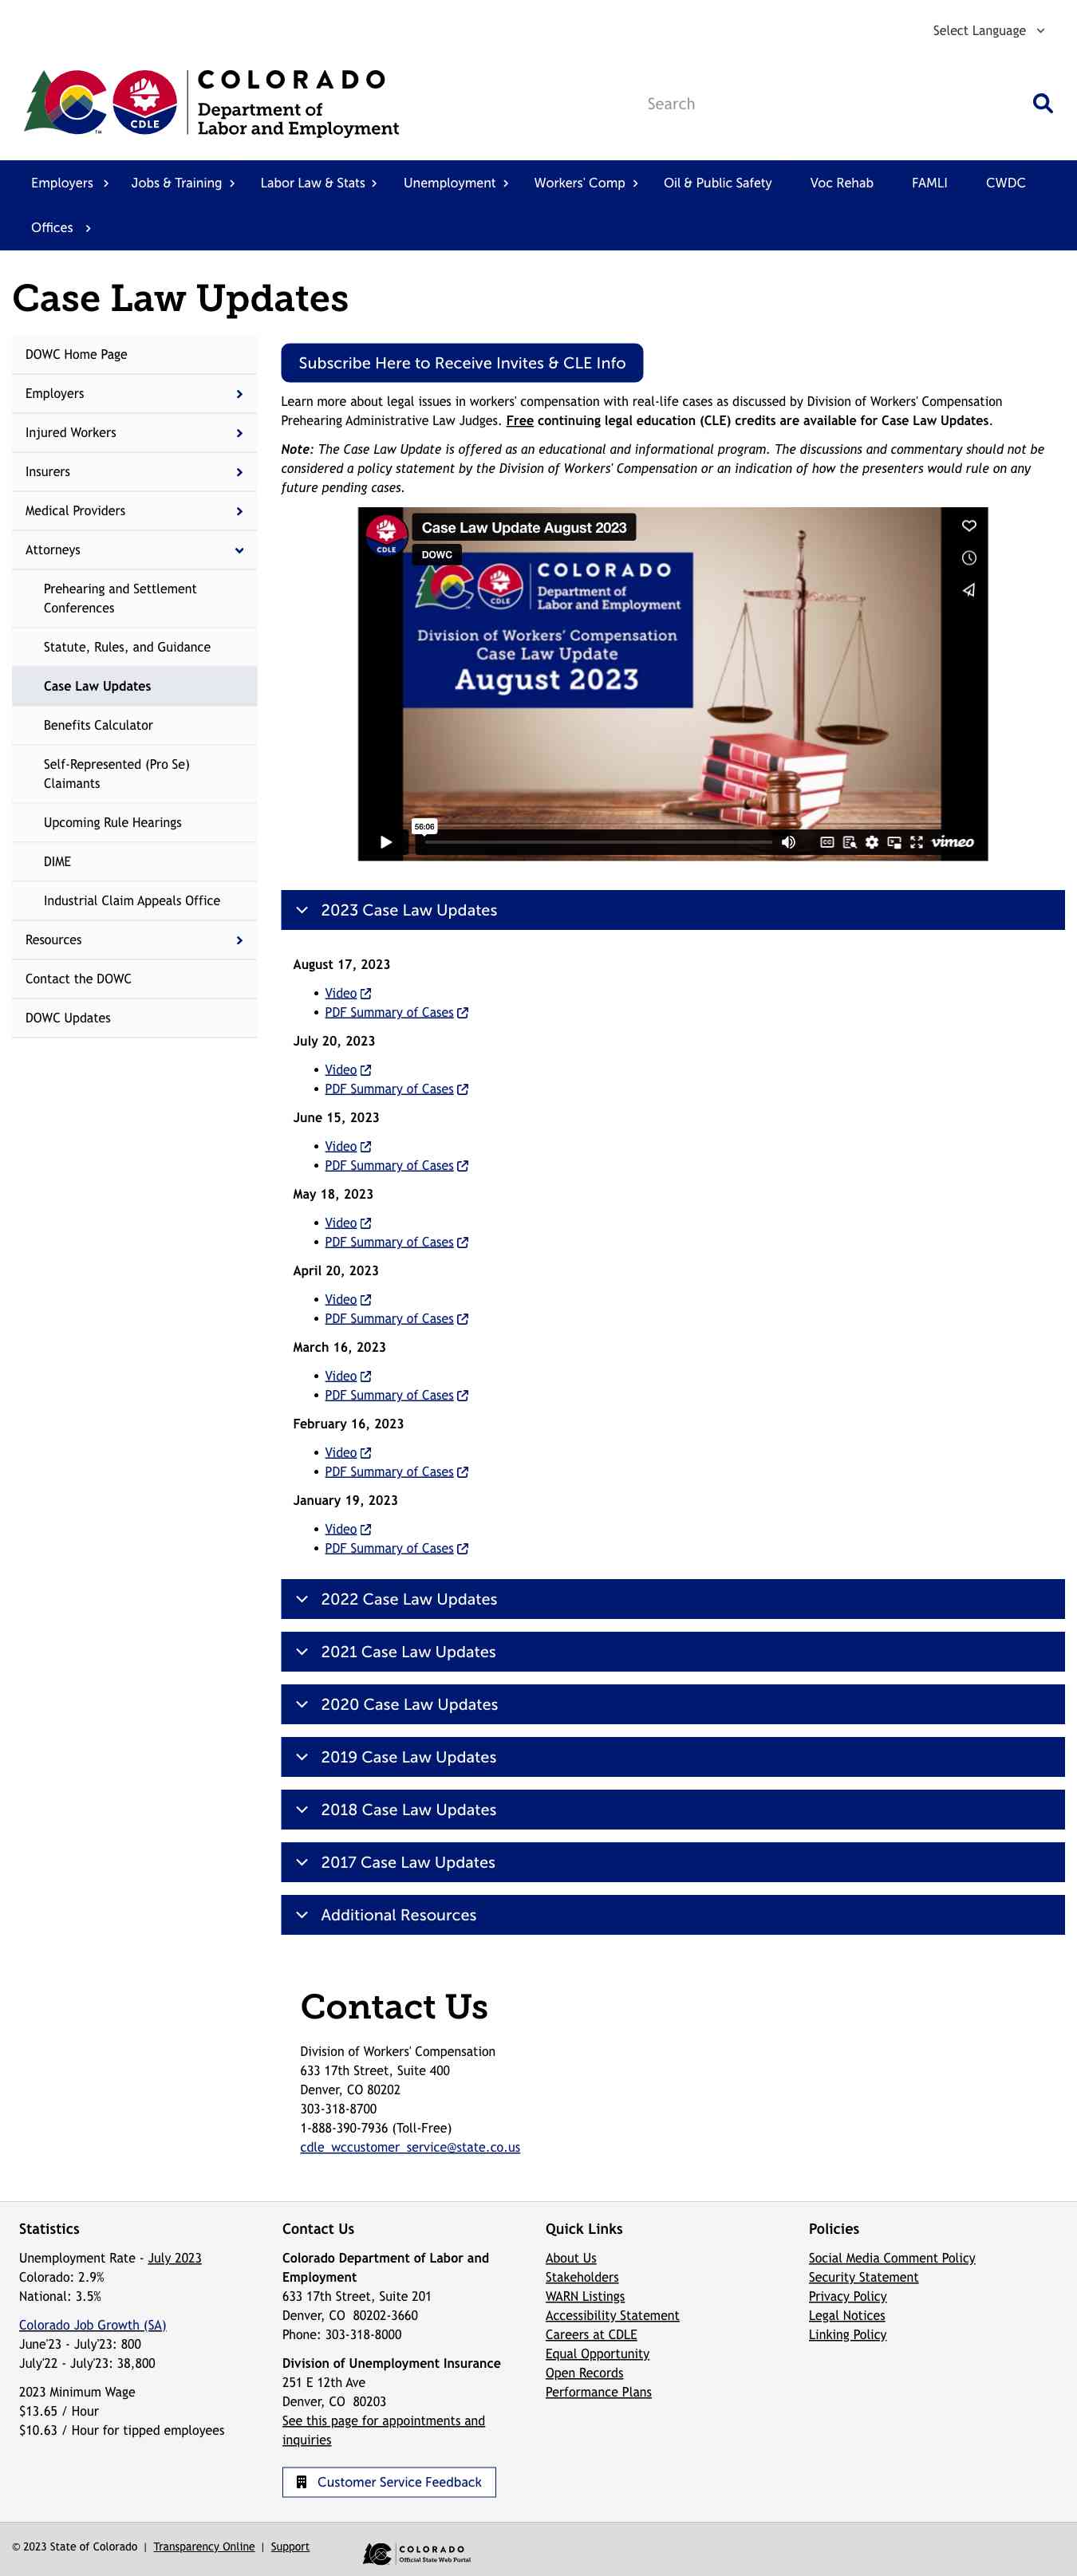 Select Language
CDLE
COLORADO
Department of
Labor and Employment
Search
Employers
Jobs & Training
Labor Law & Stats
Unemployment
Workers' Comp
Oil & Public Safety
Voc Rehab
FAMLI
CWDC
Offices
Case Law Updates
DOWC Home Page
Employers
Injured Workers
Insurers
Medical Providers
Attorneys
Prehearing and Settlement
Conferences
Statute, Rules, and Guidance
Case Law Updates
Benefits Calculator
Self-Represented (Pro Se)
Claimants
Upcoming Rule Hearings
DIME
Industrial Claim Appeals Office
Resources
Contact the DOWC
DOWC Updates
Subscribe Here to Receive Invites & CLE Info
Learn more about legal issues in workers' compensation with real-life cases as discussed by Division of Workers' Compensation
Prehearing Administrative Law Judges. Free continuing legal education (CLE) credits are available for Case Law Updates.
Note: The Case Law Update is offered as an educational and informational program. The discussions and commentary should not be
considered a policy statement by the Division of Workers' Compensation or an indication of how the presenters would rule on any
future pending cases.
CDLE
Case Law Update August 2023
DOWC
CDLE
COLORADO
Department of
Labor and Employment
Division of Workers' Compensation
Case Law Update
August 2023
56:06
vimeo
2023 Case Law Updates
August 17, 2023
• Video
• PDF Summary of Cases
July 20, 2023
• Video
• PDF Summary of Cases
June 15, 2023
• Video
• PDF Summary of Cases
May 18, 2023
• Video
• PDF Summary of Cases
April 20, 2023
• Video
• PDF Summary of Cases
March 16, 2023
• Video
• PDF Summary of Cases
February 16, 2023
• Video
• PDF Summary of Cases
January 19, 2023
• Video
• PDF Summary of Cases
2022 Case Law Updates
2021 Case Law Updates
2020 Case Law Updates
2019 Case Law Updates
2018 Case Law Updates
2017 Case Law Updates
Additional Resources
Contact Us
Division of Workers' Compensation
633 17th Street, Suite 400
Denver, CO 80202
303-318-8700
1-888-390-7936 (Toll-Free)
cdle_wccustomer_service@state.co.us
Statistics
Unemployment Rate - July 2023
Colorado: 2.9%
National: 3.5%
Colorado Job Growth (SA)
June'23 - July'23: 800
July'22 - July'23: 38,800
2023 Minimum Wage
$13.65 / Hour
$10.63 / Hour for tipped employees
Contact Us
Colorado Department of Labor and
Employment
633 17th Street, Suite 201
Denver, CO 80202-3660
Phone: 303-318-8000
Division of Unemployment Insurance
251 E 12th Ave
Denver, CO 80203
See this page for appointments and
inquiries
Customer Service Feedback
Quick Links
About Us
Stakeholders
WARN Listings
Accessibility Statement
Careers at CDLE
Equal Opportunity
Open Records
Performance Plans
Policies
Social Media Comment Policy
Security Statement
Privacy Policy
Legal Notices
Linking Policy
© 2023 State of Colorado | Transparency Online | Support
COLORADO
Official State Web Portal